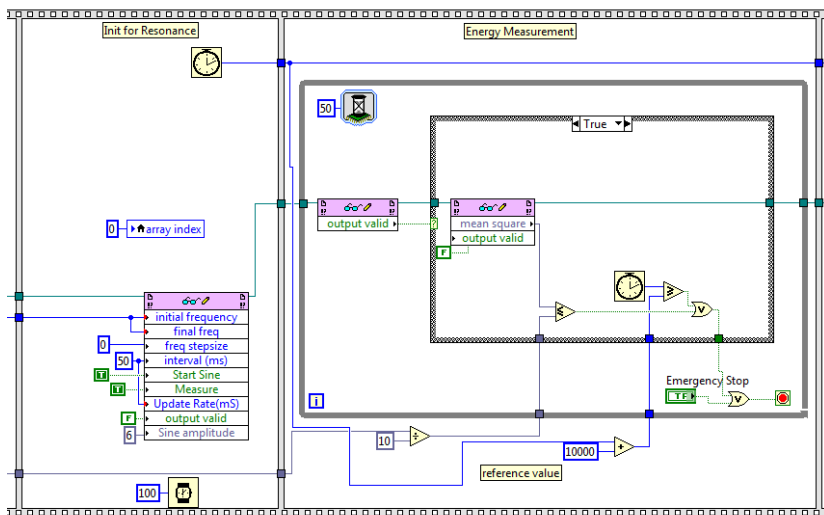 Init for Resonance
Energy Measurement
50
True
0
array index
output valid
mean square
output valid
F
initial frequency
final freq
0
freq stepsize
50
interval (ms)
T
Start Sine
T
Measure
Update Rate(mS)
F
output valid
6
Sine amplitude
i
Emergency Stop
TF
10
10000
reference value
100